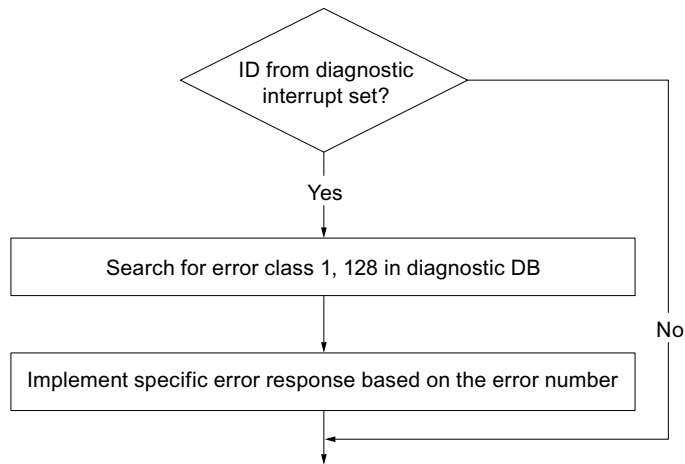 ID from diagnostic
interrupt set?
Yes
Search for error class 1, 128 in diagnostic DB
No
Implement specific error response based on the error number